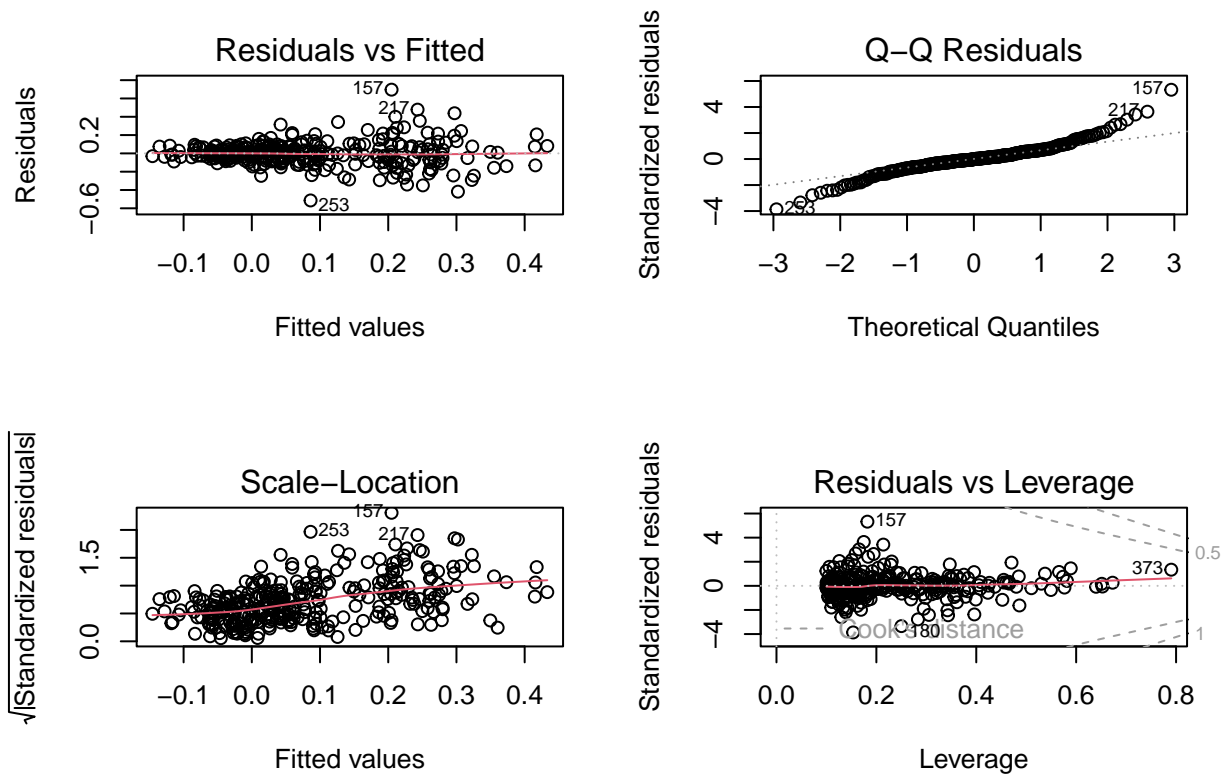 Residuals vs Fitted
Residuals
0.2
−0.6
157
217
253
−0.1 0.0 0.1 0.2 0.3 0.4
Fitted values
Q−Q Residuals
Standardized residuals
4
0
−4
157
217
253
−3 −2 −1 0 1 2 3
Theoretical Quantiles
Scale−Location
√|Standardized residuals|
1.5
0.0
157
253
217
−0.1 0.0 0.1 0.2 0.3 0.4
Fitted values
Residuals vs Leverage
Standardized residuals
4
0
−4
157
373
180
Cook's distance
0.5
1
0.0 0.2 0.4 0.6 0.8
Leverage